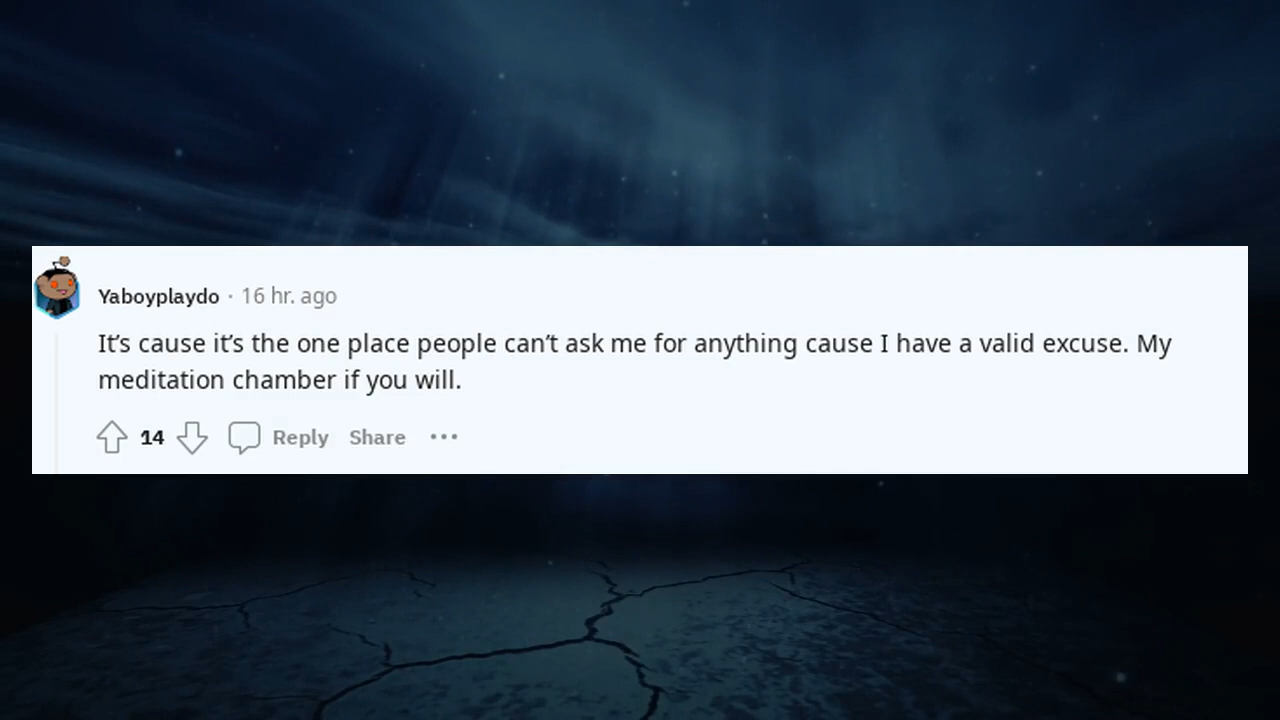 Yaboyplaydo · 16 hr. ago
It’s cause it’s the one place people can’t ask me for anything cause I have a valid excuse. My
meditation chamber if you will.
14 Reply Share •••